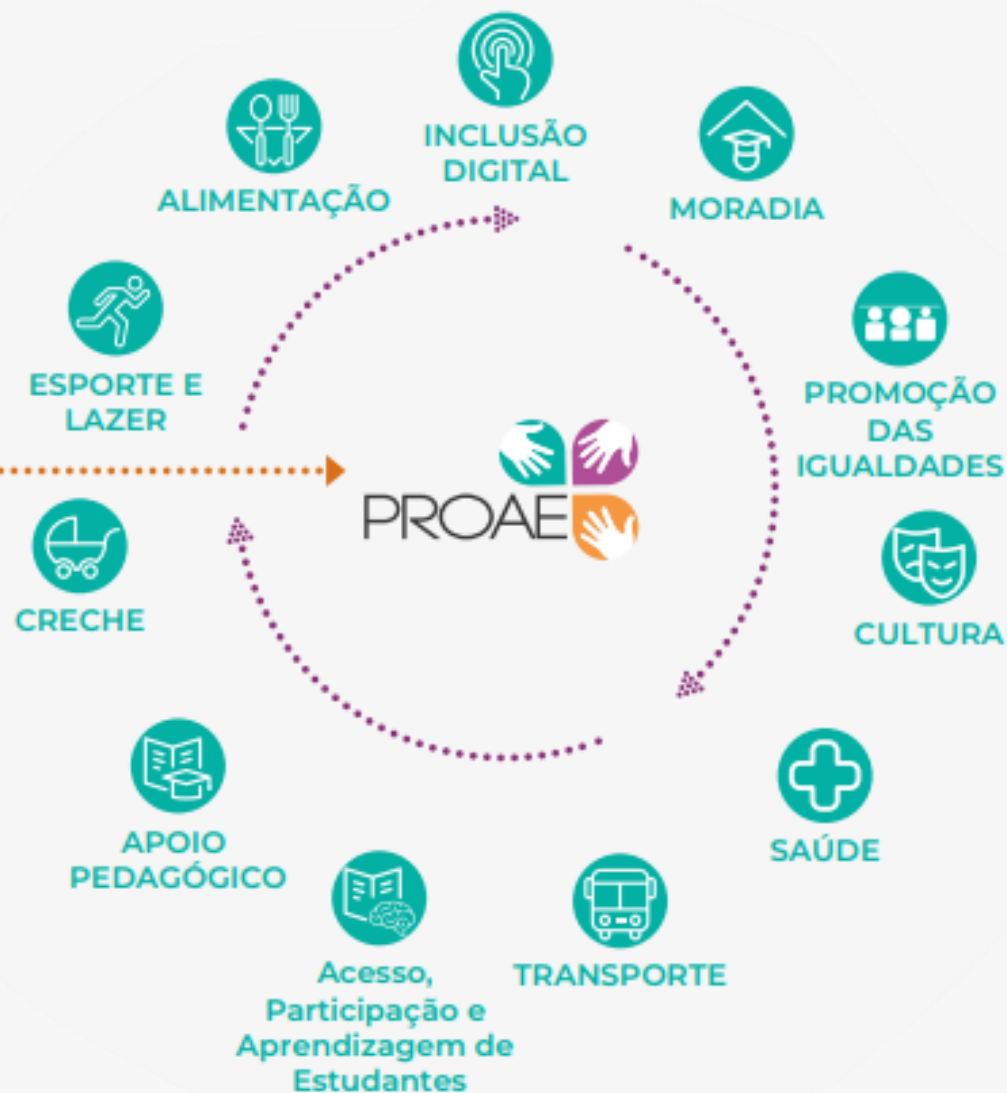 INCLUSÃO
DIGITAL
ALIMENTAÇÃO
MORADIA
ESPORTE E
LAZER
PROMOÇÃO
DAS
IGUALDADES
PROAE
CRECHE
CULTURA
APOIO
PEDAGÓGICO
SAÚDE
Acesso,
Participação e
Aprendizagem de
Estudantes
TRANSPORTE